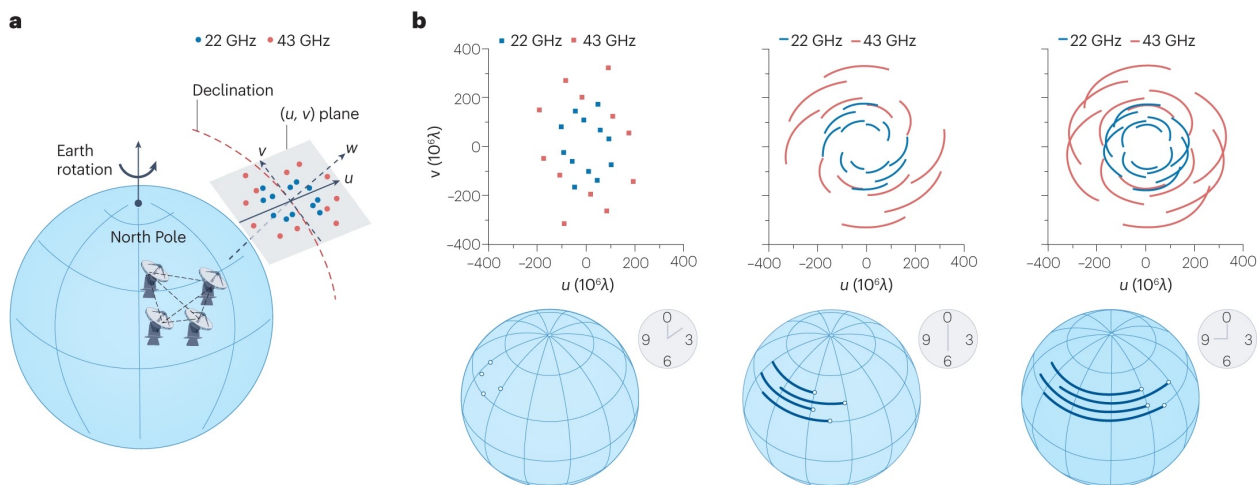 a
22 GHz 43 GHz
Declination
(u, v) plane
Earth
rotation
v
w
u
North Pole
b
22 GHz 43 GHz
400
200
0
−200
−400
v (10⁶λ)
−400 −200 0 200 400
u (10⁶λ)
22 GHz 43 GHz
−400 −200 0 200 400
u (10⁶λ)
22 GHz 43 GHz
−400 −200 0 200 400
u (10⁶λ)
0
9 3
6
0
9 3
6
0
9 3
6